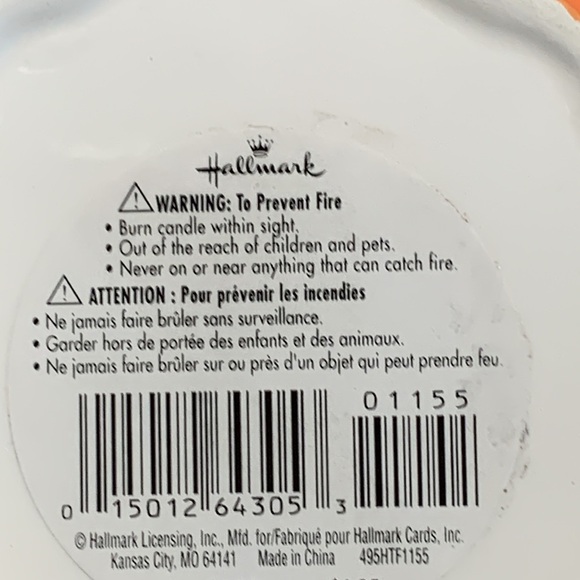 Hallmark
WARNING: To Prevent Fire
• Burn candle within sight.
• Out of the reach of children and pets.
• Never on or near anything that can catch fire.
ATTENTION : Pour prévenir les incendies
• Ne jamais faire brûler sans surveillance.
• Garder hors de portée des enfants et des animaux.
• Ne jamais faire brûler sur ou près d'un objet qui peut prendre feu.
01155
0 15012 64305 3
© Hallmark Licensing, Inc., Mfd. for/Fabriqué pour Hallmark Cards, Inc.
Kansas City, MO 64141 Made in China 495HTF1155